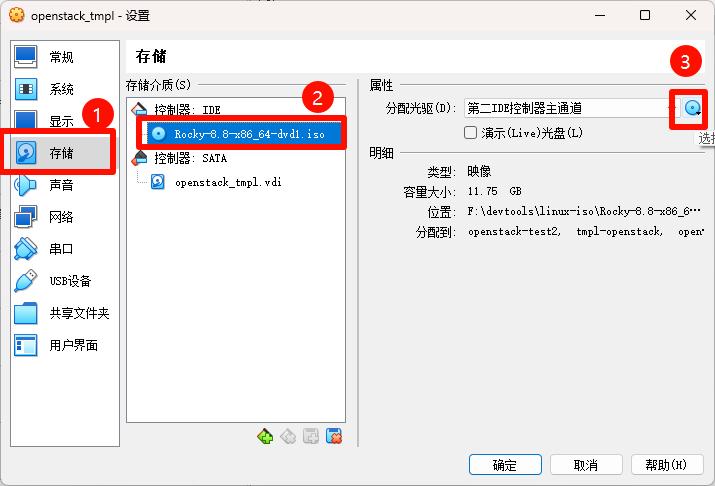 openstack_tmpl - 设置
常规
系统
显示
存储
声音
网络
串口
USB设备
共享文件夹
用户界面
1
存储
存储介质(S)
2
控制器: IDE
Rocky-8.8-x86_64-dvd1.iso
控制器: SATA
openstack_tmpl.vdi
3
属性
分配光驱(D): 第二IDE控制器主通道
选择
演示(Live)光盘(L)
明细
类型: 映像
容量大小: 11.75 GB
位置: F:\devtools\linux-iso\Rocky-8.8-x86_6…
分配到: openstack-test2, tmpl-openstack, open
确定
取消
帮助(H)